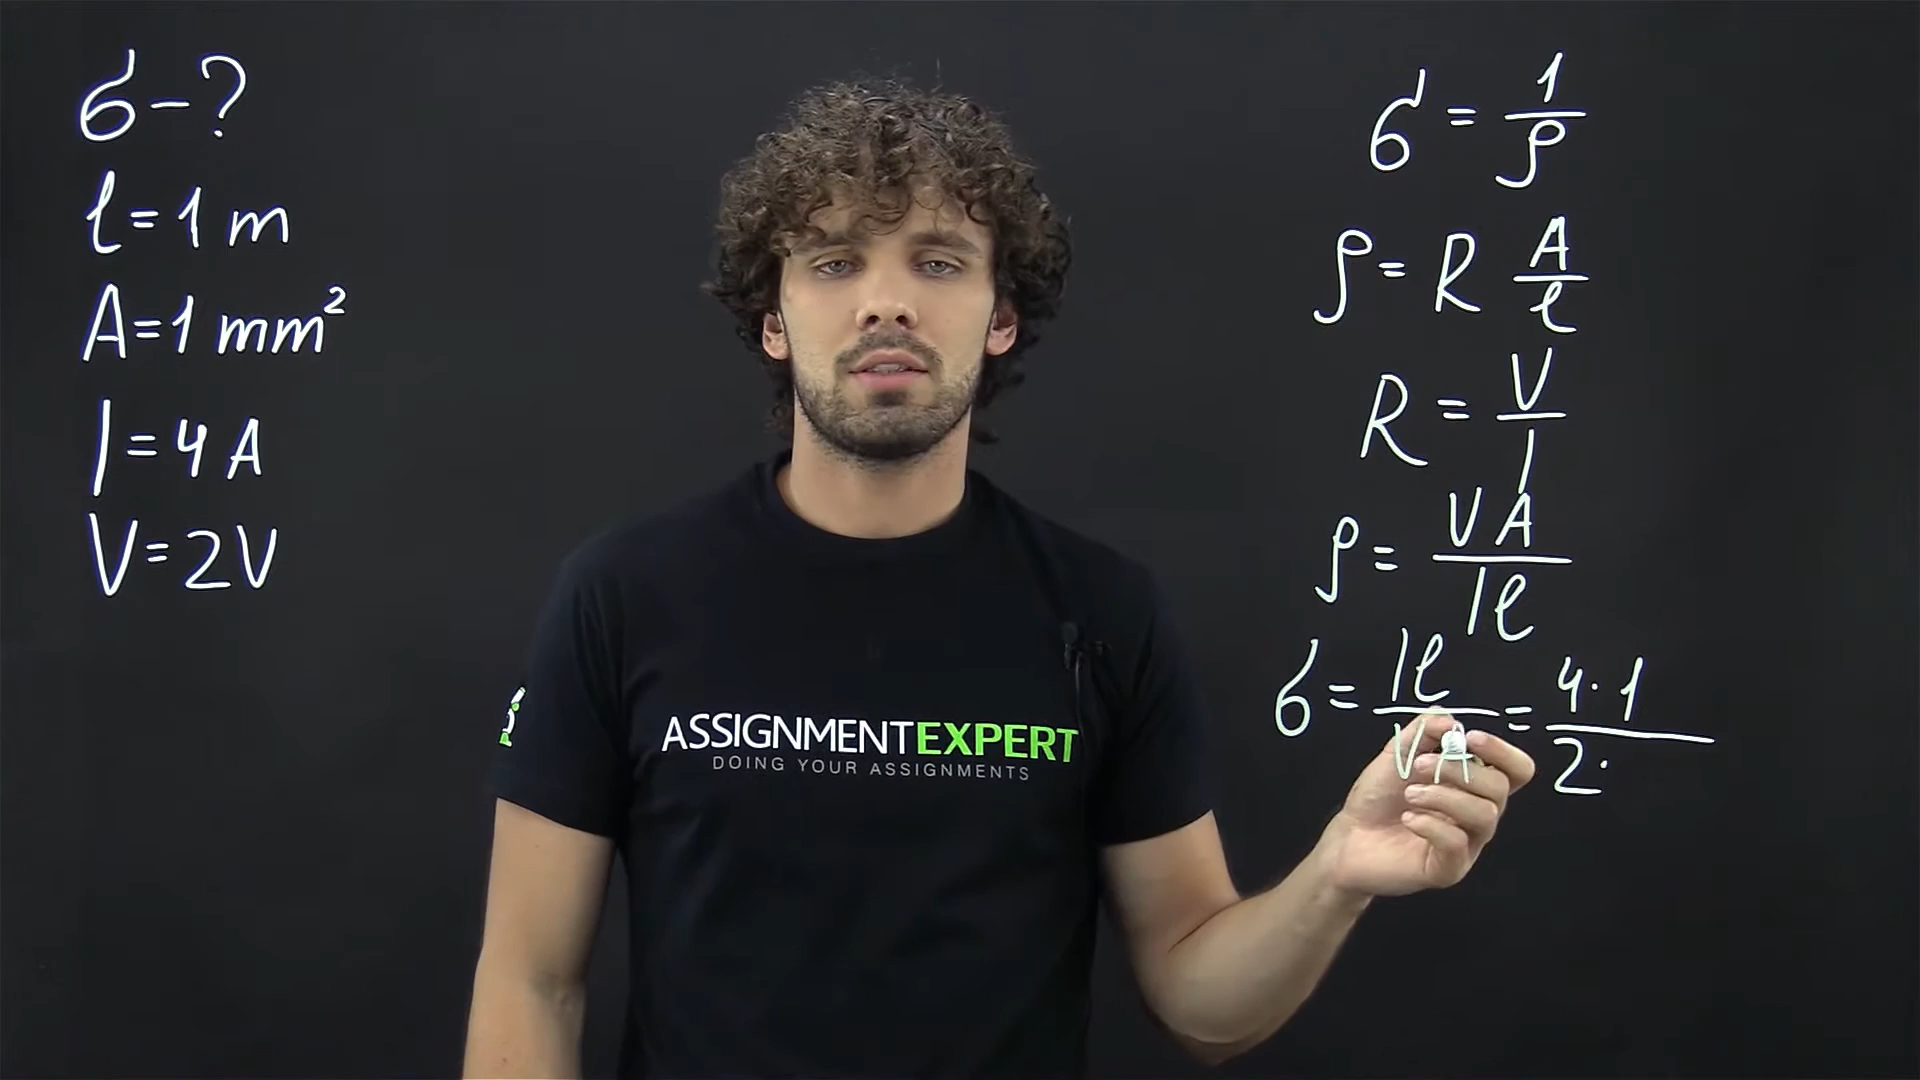 σ – ?
ℓ = 1 m
A = 1 mm²
I = 4 A
V = 2V
σ = 1/ρ
ρ = R A/ℓ
R = V/I
ρ = VA/Iℓ
σ = Iℓ/VA = 4·1/2·
ASSIGNMENTEXPERT
DOING YOUR ASSIGNMENTS